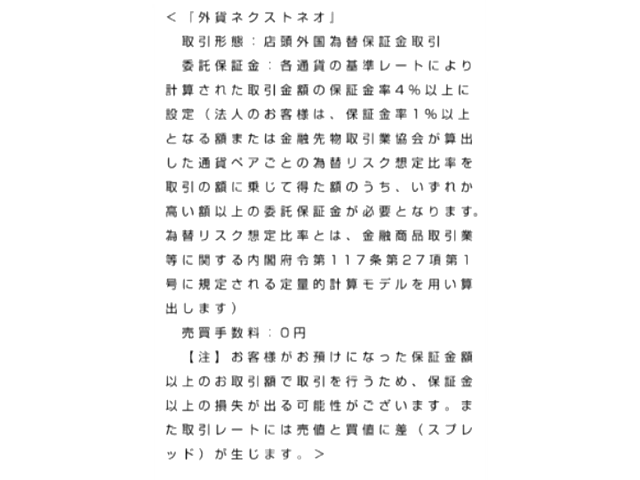 ＜『外貨ネクストネオ』
取引形態：店頭外国為替保証金取引
委託保証金：各通貨の基準レートにより
計算された取引金額の保証金率4％以上に
設定（法人のお客様は、保証金率1％以上
となる額または金融先物取引業協会が算出
した通貨ペアごとの為替リスク想定比率を
取引の額に乗じて得た額のうち、いずれか
高い額以上の委託保証金が必要となります。
為替リスク想定比率とは、金融商品取引業
等に関する内閣府令第117条第27項第1
号に規定される定量的計算モデルを用い算
出します）
売買手数料：0円
【注】お客様がお預けになった保証金額
以上のお取引額で取引を行うため、保証金
以上の損失が出る可能性がございます。ま
た取引レートには売値と買値に差（スプレ
ッド）が生じます。＞